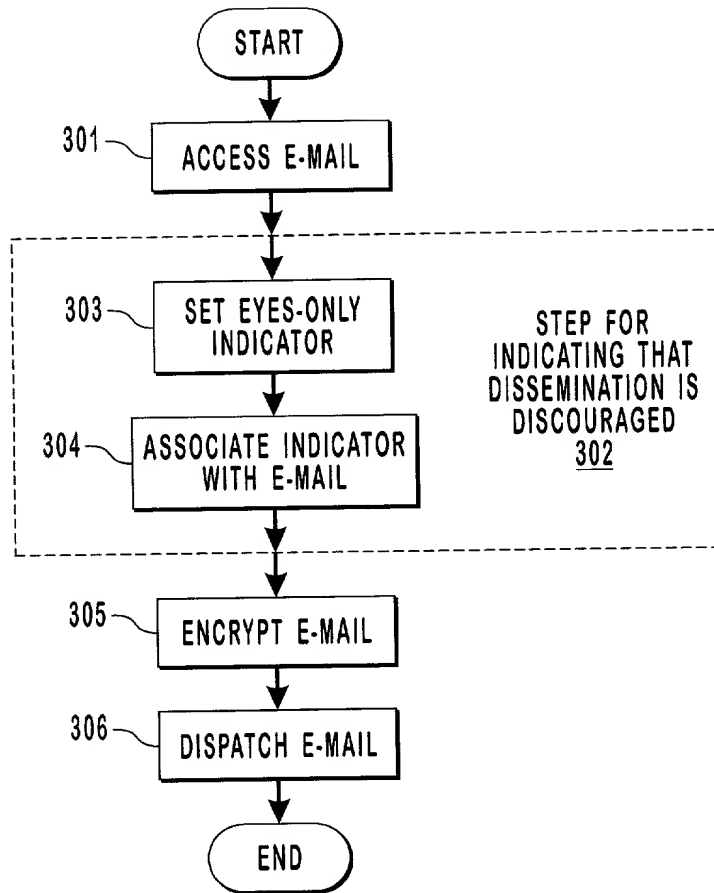 START
301
ACCESS E-MAIL
303
SET EYES-ONLY
INDICATOR
304
ASSOCIATE INDICATOR
WITH E-MAIL
STEP FOR
INDICATING THAT
DISSEMINATION IS
DISCOURAGED
302
305
ENCRYPT E-MAIL
306
DISPATCH E-MAIL
END